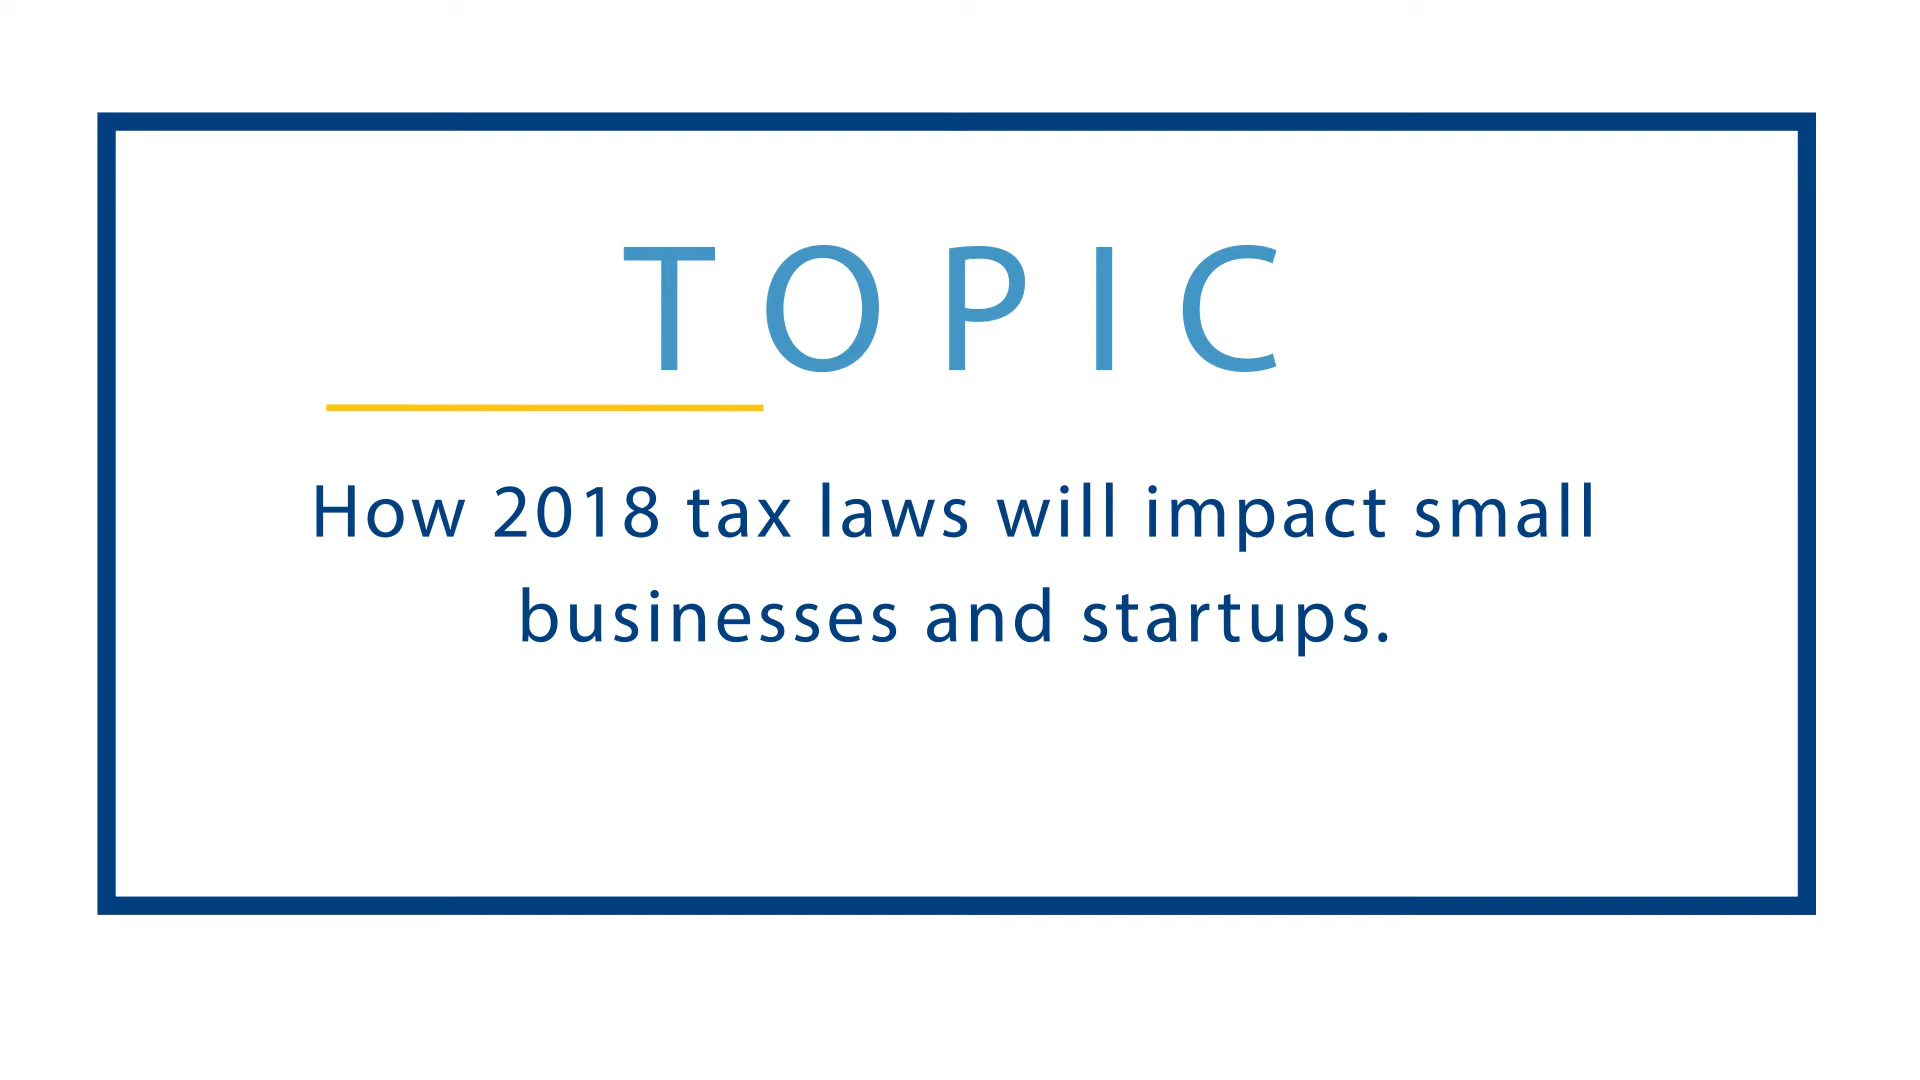 TOPIC
How 2018 tax laws will impact small
businesses and startups.